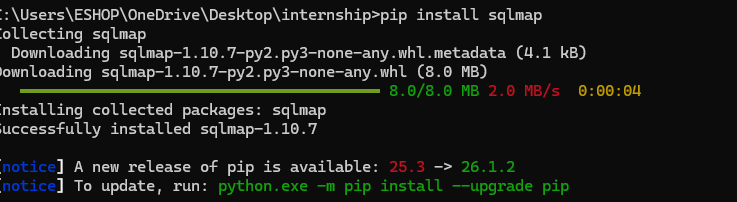 C:\Users\ESHOP\OneDrive\Desktop\internship>pip install sqlmap
Collecting sqlmap
  Downloading sqlmap-1.10.7-py2.py3-none-any.whl.metadata (4.1 kB)
Downloading sqlmap-1.10.7-py2.py3-none-any.whl (8.0 MB)
8.0/8.0 MB 2.0 MB/s  0:00:04
Installing collected packages: sqlmap
Successfully installed sqlmap-1.10.7
[notice] A new release of pip is available: 25.3 -> 26.1.2
[notice] To update, run: python.exe -m pip install --upgrade pip